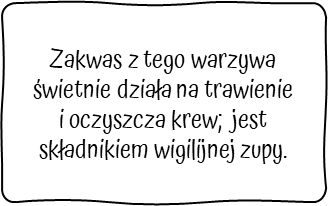 Zakwas z tego warzywa
świetnie działa na trawienie
i oczyszcza krew; jest
składnikiem wigilijnej zupy.